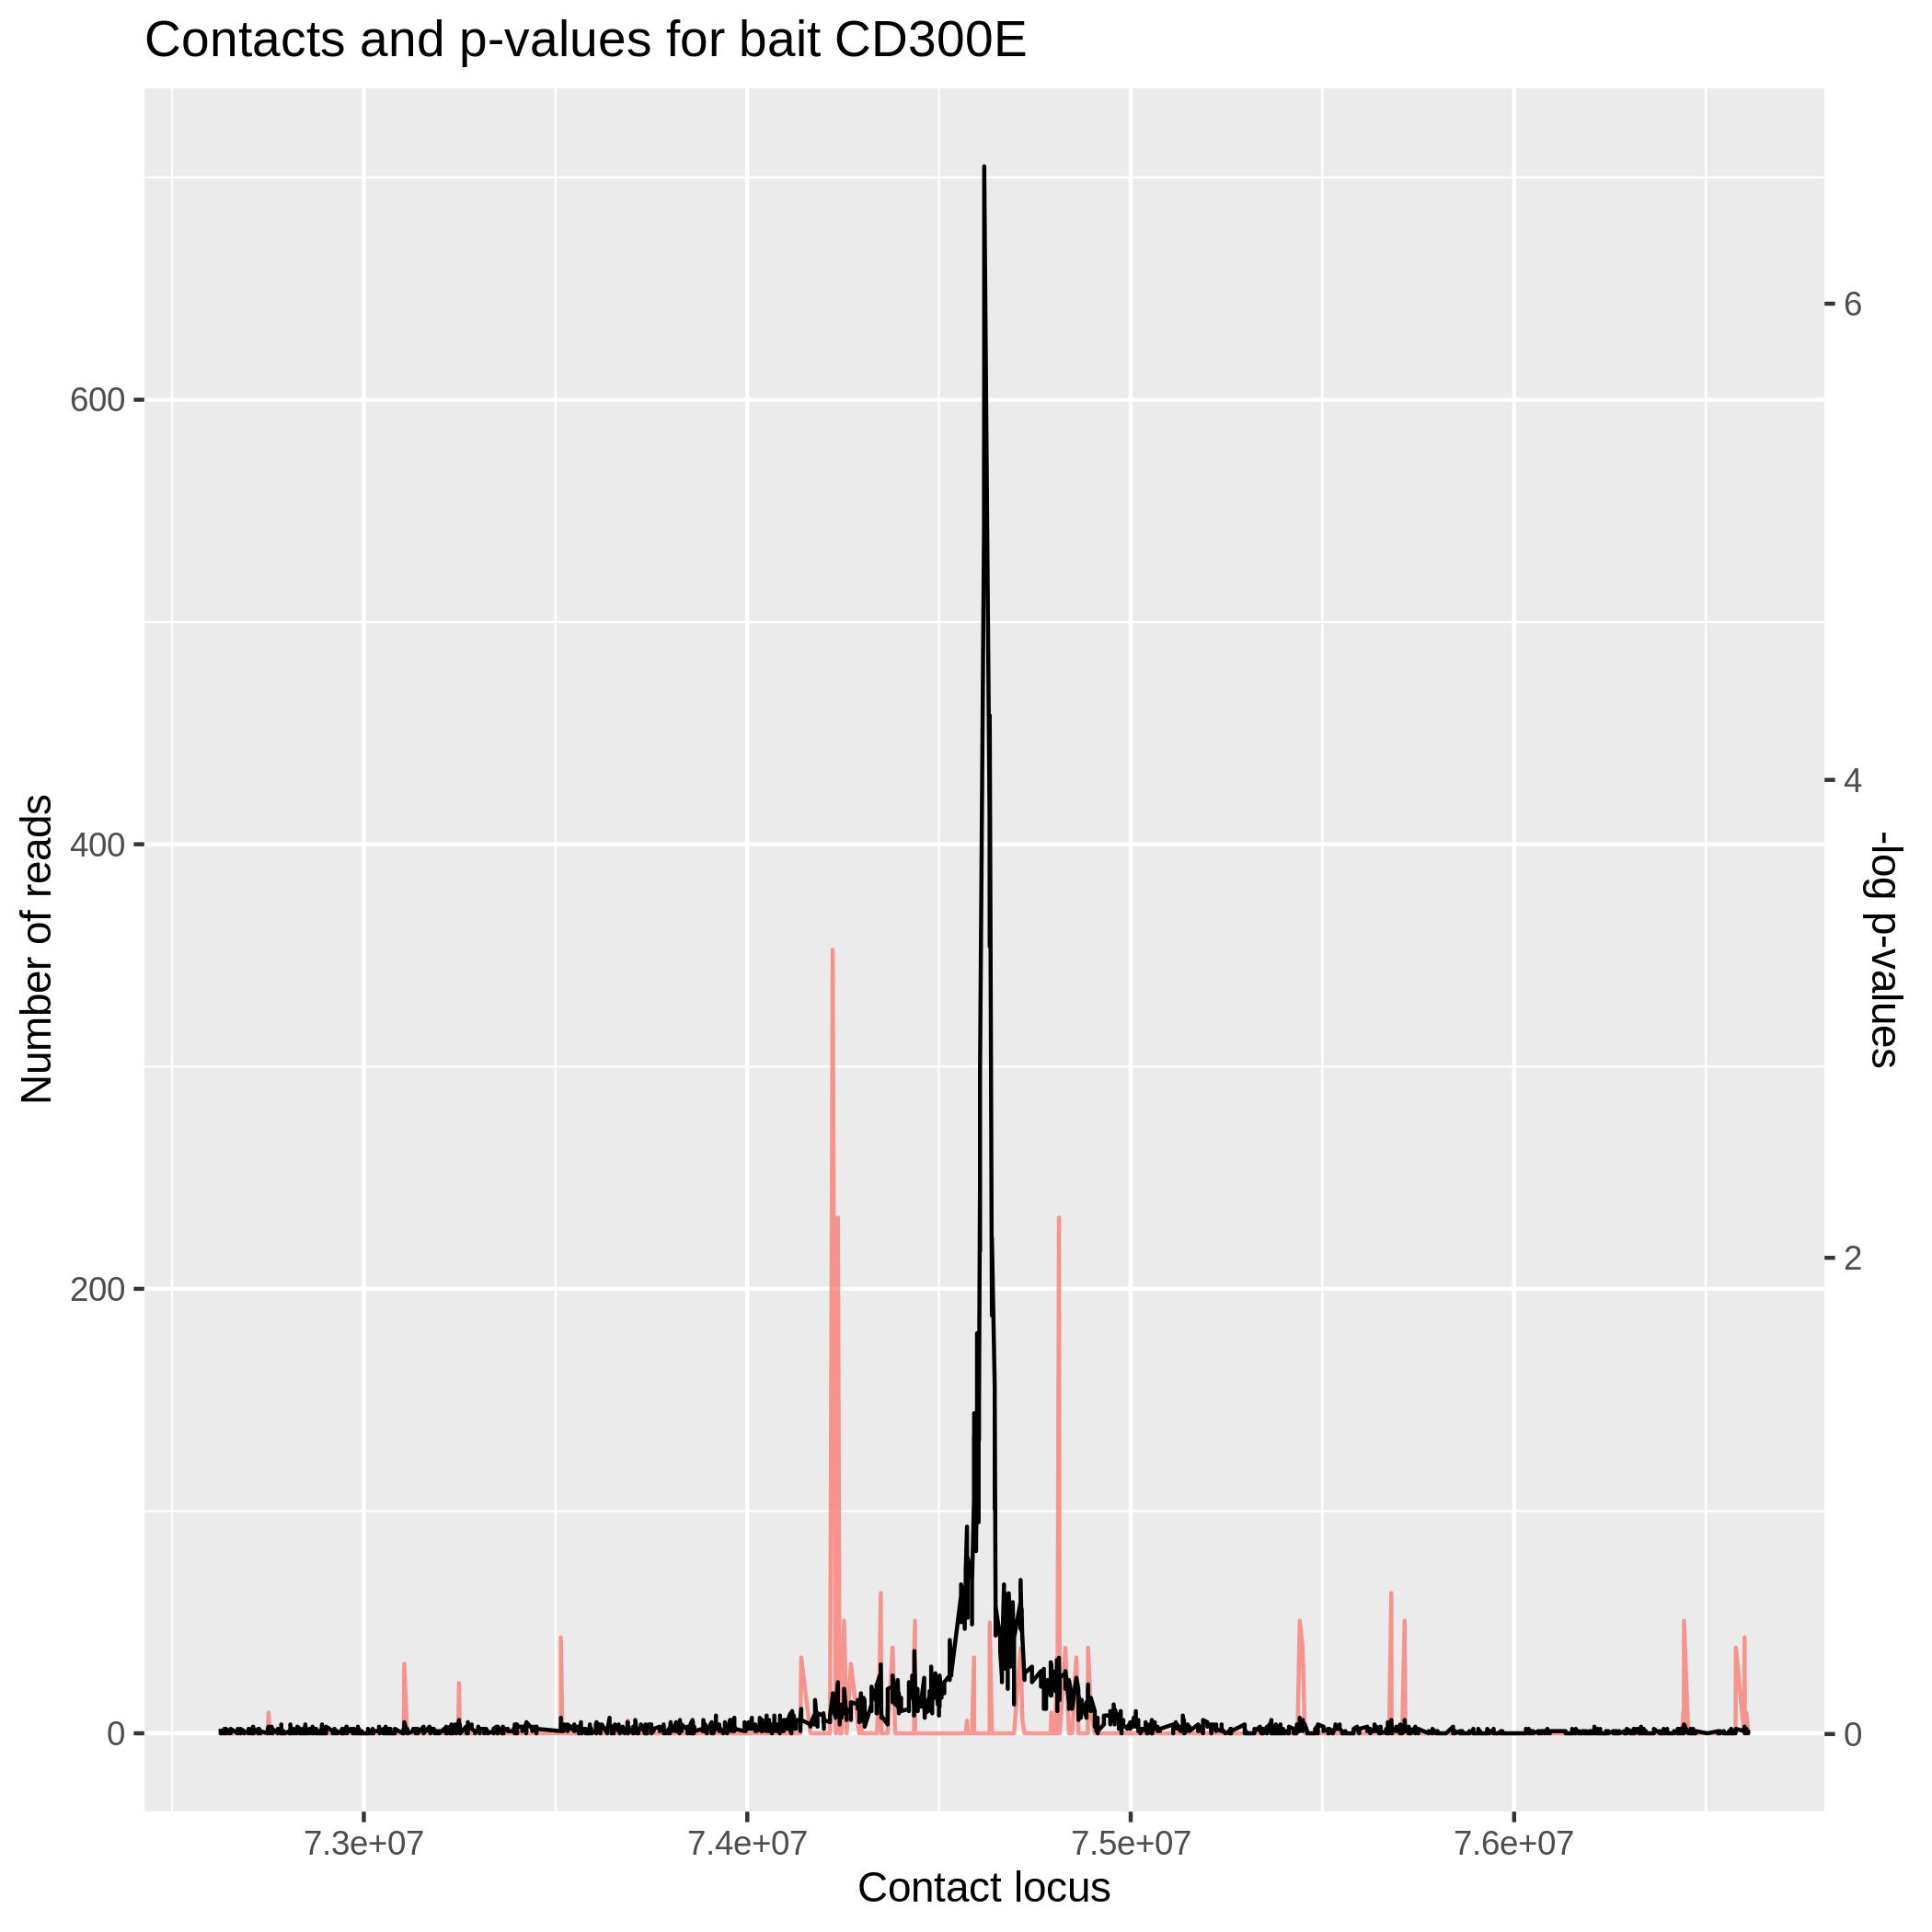 Contacts and p-values for bait CD300E
Number of reads
600
400
200
0
6
4
2
0
-log p-values
7.3e+07
7.4e+07
7.5e+07
7.6e+07
Contact locus